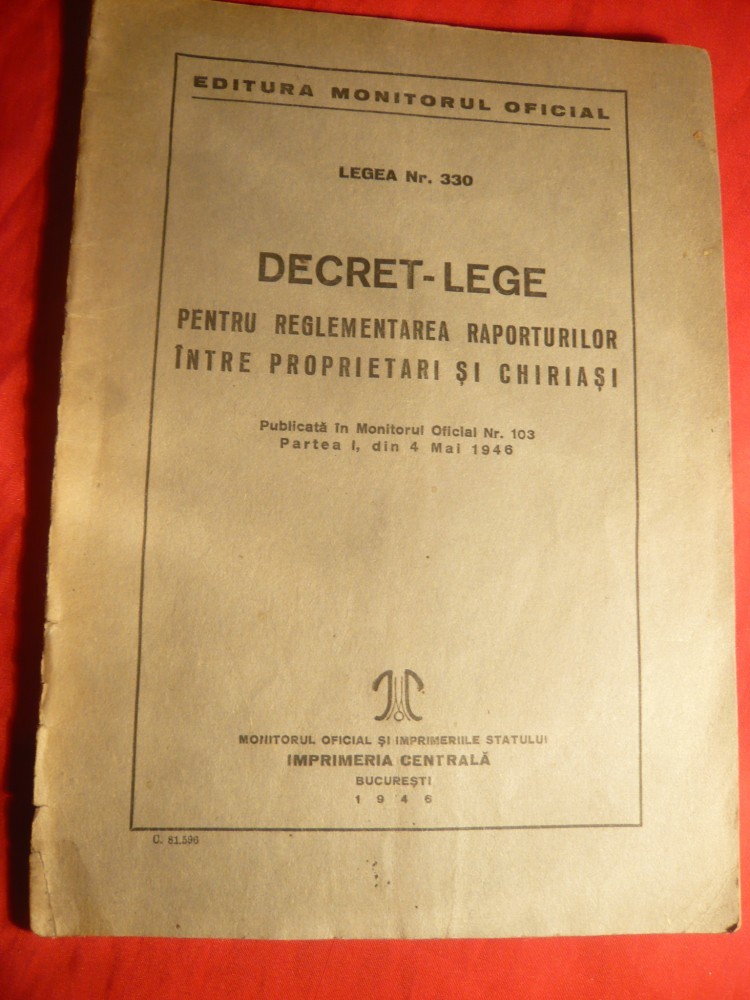 EDITURA MONITORUL OFICIAL
LEGEA Nr. 330
DECRET-LEGE
PENTRU REGLEMENTAREA RAPORTURILOR
ÎNTRE PROPRIETARI ȘI CHIRIAȘI
Publicată în Monitorul Oficial Nr. 103
Partea I, din 4 Mai 1946
MONITORUL OFICIAL ȘI IMPRIMERIILE STATULUI
IMPRIMERIA CENTRALĂ
BUCUREȘTI
1946
C. 81.596